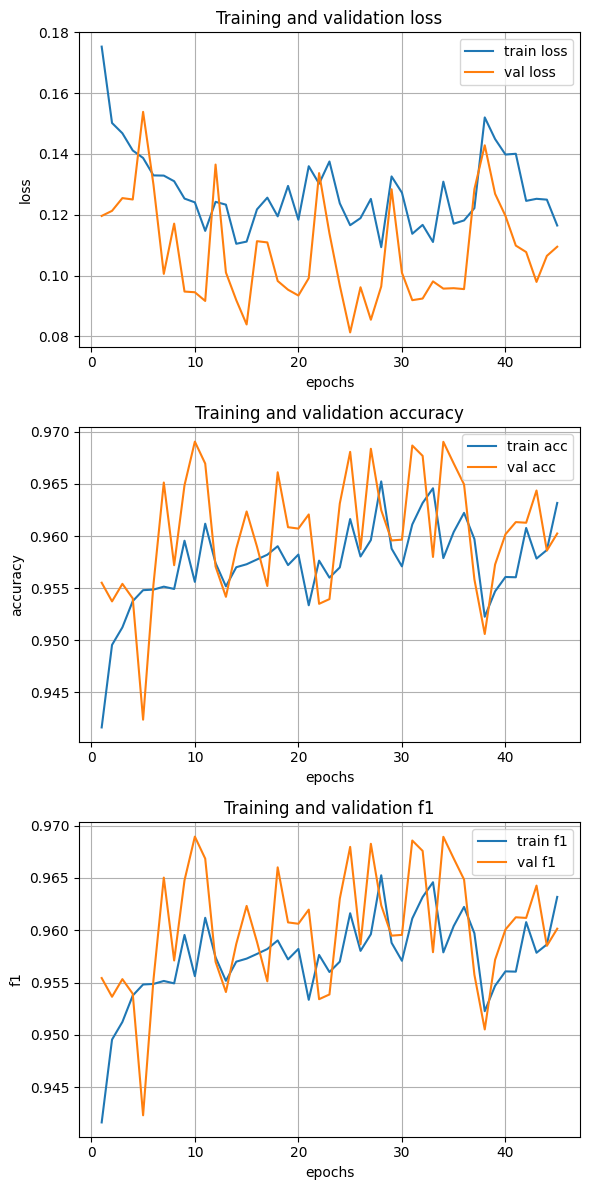 Training and validation loss
0.18
0.16
0.14
0.12
0.10
0.08
loss
train loss
val loss
0 10 20 30 40
epochs
Training and validation accuracy
0.970
0.965
0.960
0.955
0.950
0.945
accuracy
train acc
val acc
0 10 20 30 40
epochs
Training and validation f1
0.970
0.965
0.960
0.955
0.950
0.945
f1
train f1
val f1
0 10 20 30 40
epochs